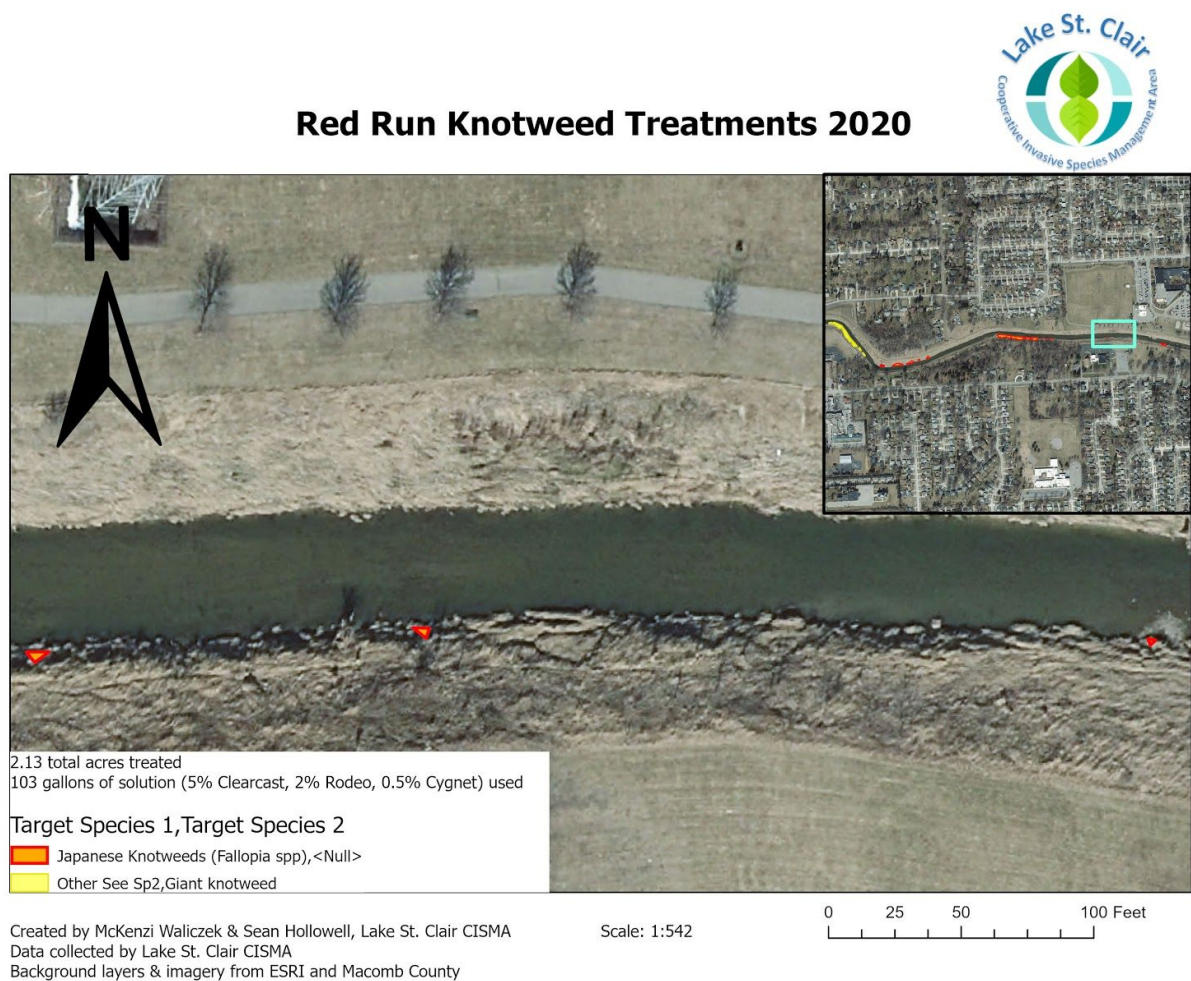 Lake St. Clair
Cooperative Invasive Species Management Area
Red Run Knotweed Treatments 2020
N
2.13 total acres treated
103 gallons of solution (5% Clearcast, 2% Rodeo, 0.5% Cygnet) used
Target Species 1,Target Species 2
Japanese Knotweeds (Fallopia spp),<Null>
Other See Sp2,Giant knotweed
Created by McKenzi Waliczek & Sean Hollowell, Lake St. Clair CISMA
Data collected by Lake St. Clair CISMA
Background layers & imagery from ESRI and Macomb County
Scale: 1:542
0 25 50 100 Feet